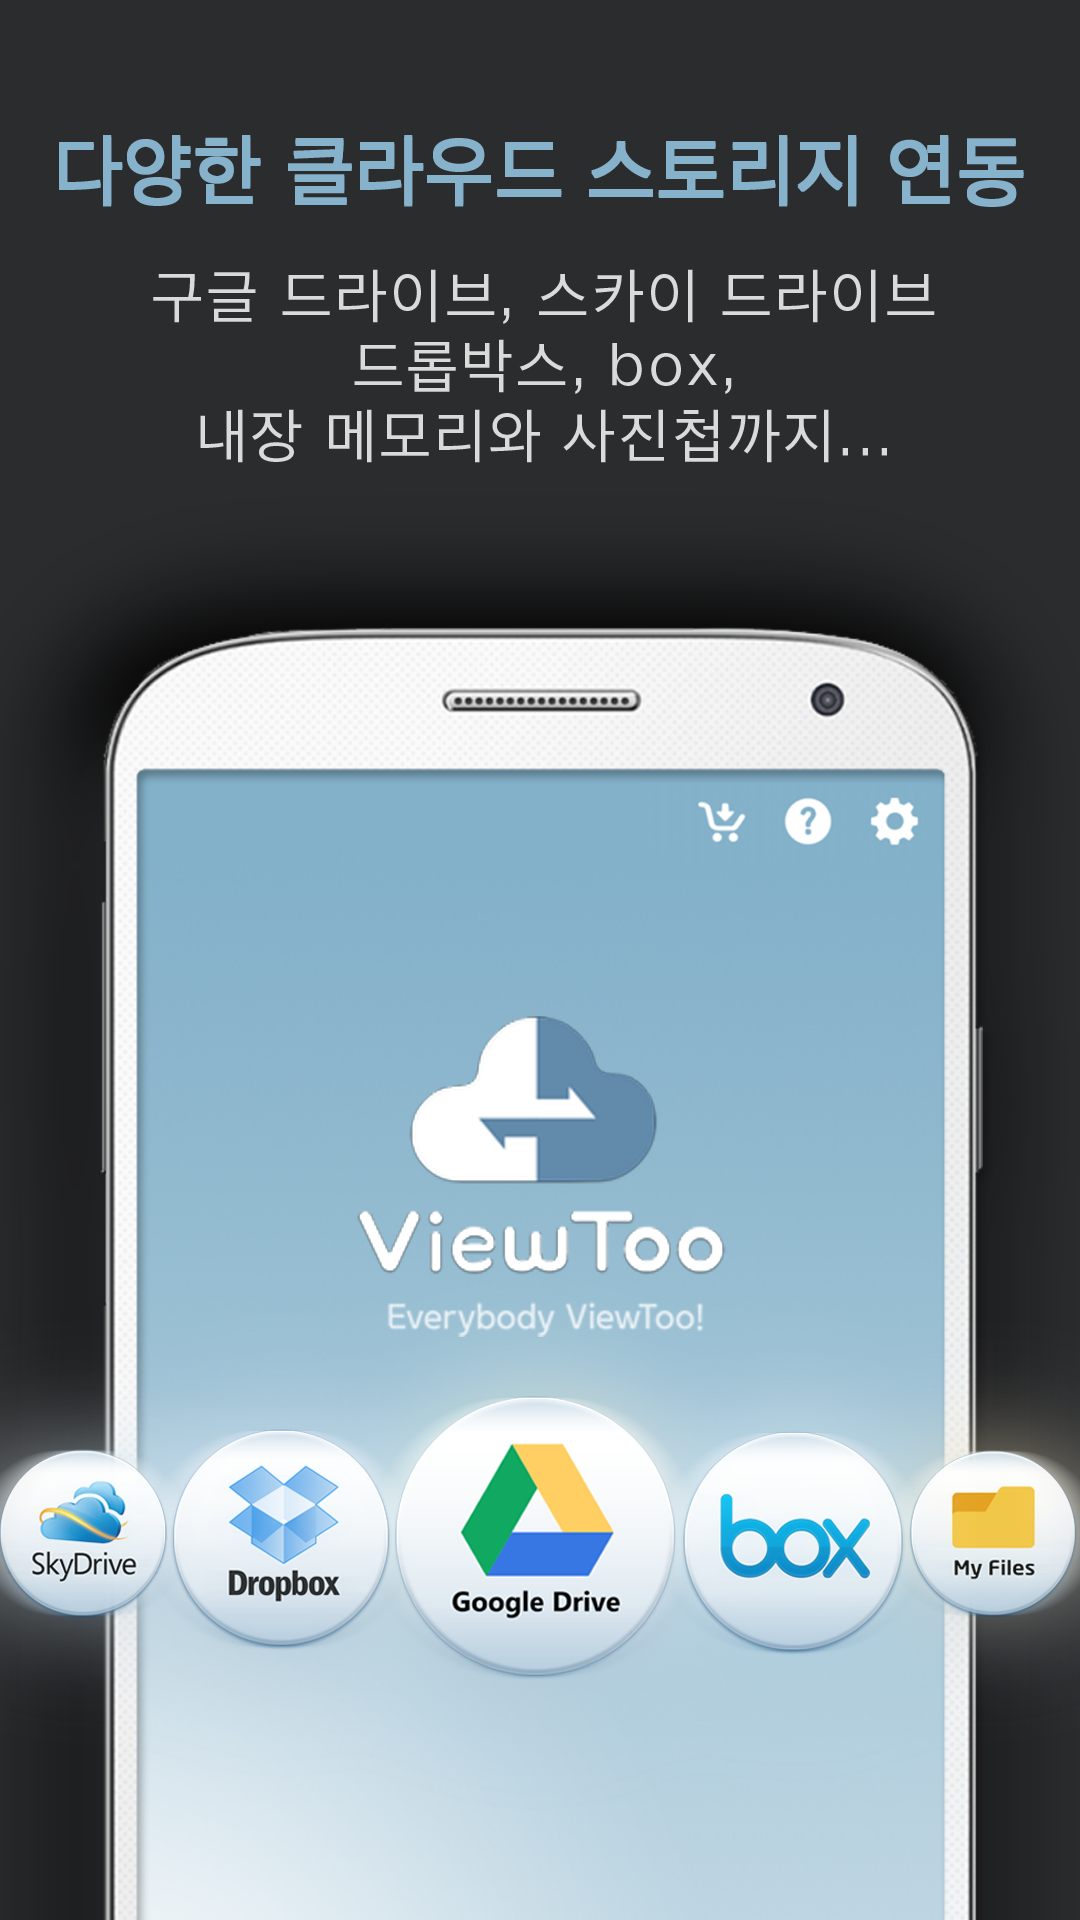 다양한 클라우드 스토리지 연동
구글 드라이브, 스카이 드라이브
드롭박스, box,
내장 메모리와 사진첩까지...
ViewToo
Everybody ViewToo!
SkyDrive
Dropbox
Google Drive
box
My Files